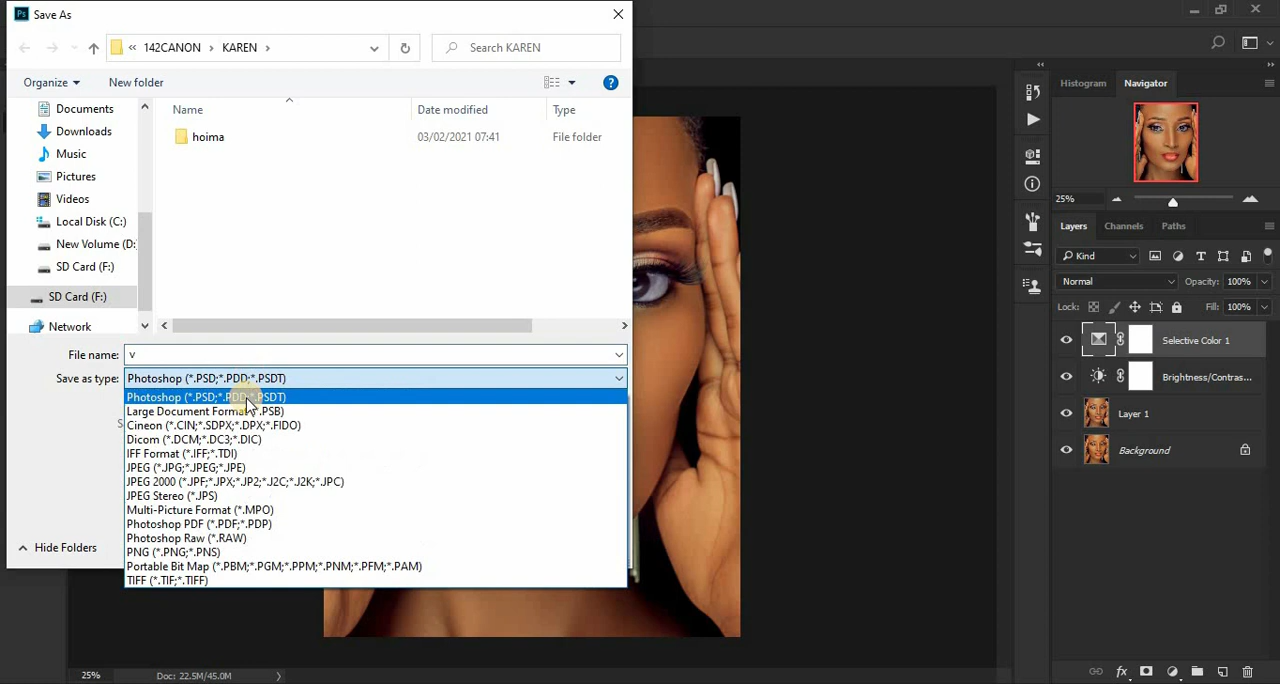 Ps Save As
« 142CANON › KAREN ›
Search KAREN
Organize
New folder
?
Name
Date modified
Type
hoima
03/02/2021 07:41
File folder
Documents
Downloads
Music
Pictures
Videos
Local Disk (C:)
New Volume (D:
SD Card (F:)
SD Card (F:)
Network
File name: v
Save as type: Photoshop (*.PSD;*.PDD;*.PSDT)
Photoshop (*.PSD;*.PDD;*.PSDT)
Large Document Format (*.PSB)
Cineon (*.CIN;*.SDPX;*.DPX;*.FIDO)
Dicom (*.DCM;*.DC3;*.DIC)
IFF Format (*.IFF;*.TDI)
JPEG (*.JPG;*.JPEG;*.JPE)
JPEG 2000 (*.JPF;*.JPX;*.JP2;*.J2C;*.J2K;*.JPC)
JPEG Stereo (*.JPS)
Multi-Picture Format (*.MPO)
Photoshop PDF (*.PDF;*.PDP)
Photoshop Raw (*.RAW)
PNG (*.PNG;*.PNS)
Portable Bit Map (*.PBM;*.PGM;*.PPM;*.PNM;*.PFM;*.PAM)
TIFF (*.TIF;*.TIFF)
S
Hide Folders
25%
Doc: 22.5M/45.0M
Histogram
Navigator
25%
Layers
Channels
Paths
Kind
Normal
Opacity: 100%
Lock:
Fill: 100%
Selective Color 1
Brightness/Contras...
Layer 1
Background
fx